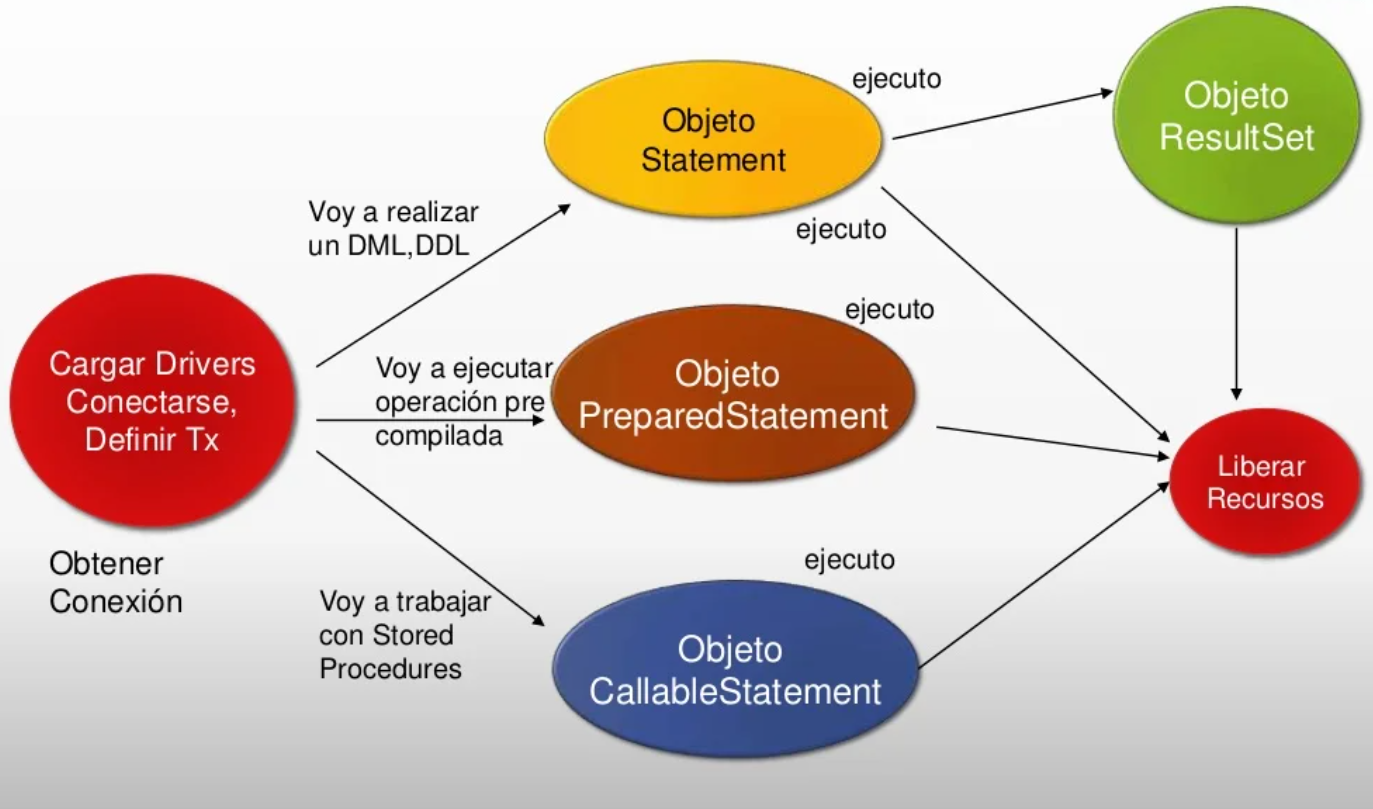 Cargar Drivers
Conectarse,
Definir Tx
Obtener
Conexión
Voy a realizar
un DML,DDL
Voy a ejecutar
operación pre
compilada
Voy a trabajar
con Stored
Procedures
Objeto
Statement
ejecuto
ejecuto
Objeto
PreparedStatement
ejecuto
Objeto
CallableStatement
ejecuto
Objeto
ResultSet
Liberar
Recursos